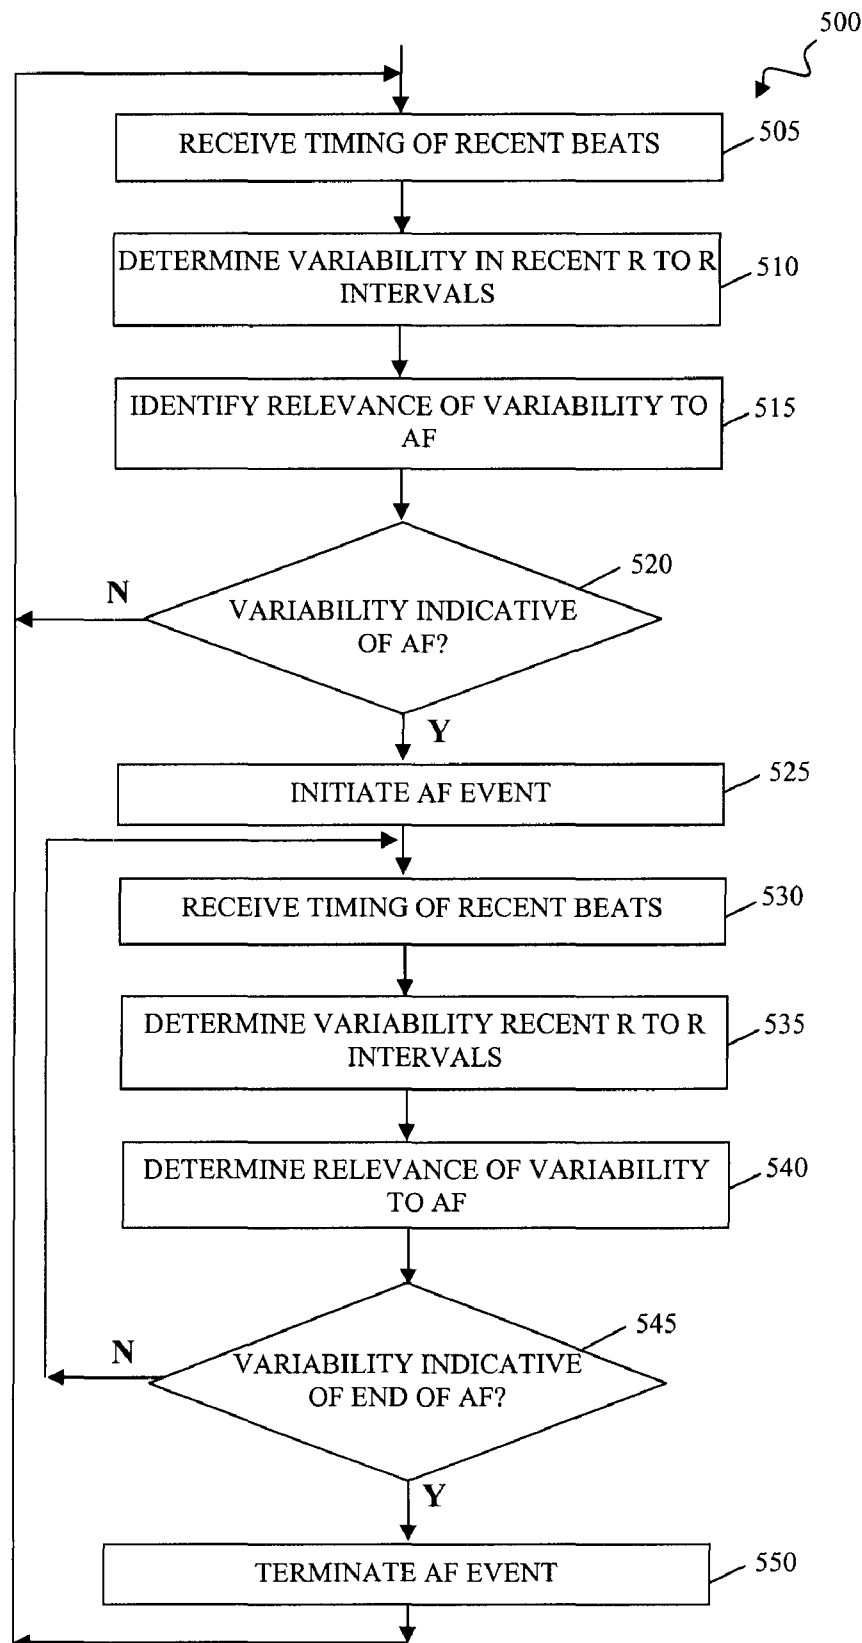 500
RECEIVE TIMING OF RECENT BEATS
505
DETERMINE VARIABILITY IN RECENT R TO R
INTERVALS
510
IDENTIFY RELEVANCE OF VARIABILITY TO
AF
515
520
N
VARIABILITY INDICATIVE
OF AF?
Y
525
INITIATE AF EVENT
RECEIVE TIMING OF RECENT BEATS
530
DETERMINE VARIABILITY RECENT R TO R
INTERVALS
535
DETERMINE RELEVANCE OF VARIABILITY
TO AF
540
545
N
VARIABILITY INDICATIVE
OF END OF AF?
Y
TERMINATE AF EVENT
550